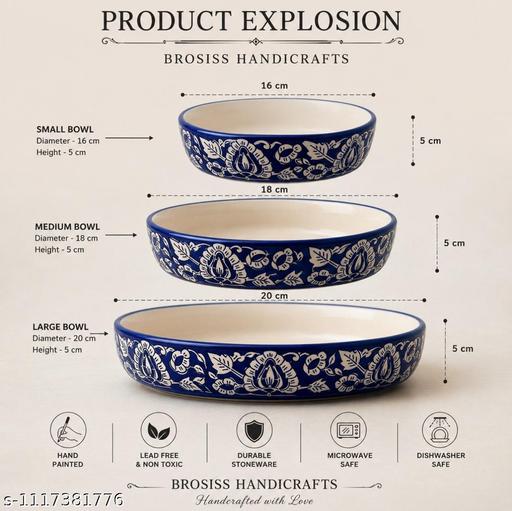 PRODUCT EXPLOSION
BROSISS HANDICRAFTS
16 cm
SMALL BOWL
Diameter - 16 cm
Height - 5 cm
5 cm
18 cm
MEDIUM BOWL
Diameter - 18 cm
Height - 5 cm
5 cm
20 cm
LARGE BOWL
Diameter - 20 cm
Height - 5 cm
5 cm
HAND
PAINTED
LEAD FREE
& NON TOXIC
DURABLE
STONEWARE
MICROWAVE
SAFE
DISHWASHER
SAFE
BROSISS HANDICRAFTS
Handcrafted with Love
s-1117381776